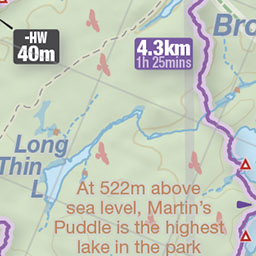 -HW
40m
4.3km
1h 25mins
Bro
Long
Thin
L
At 522m above
sea level, Martin's
Puddle is the highest
lake in the park